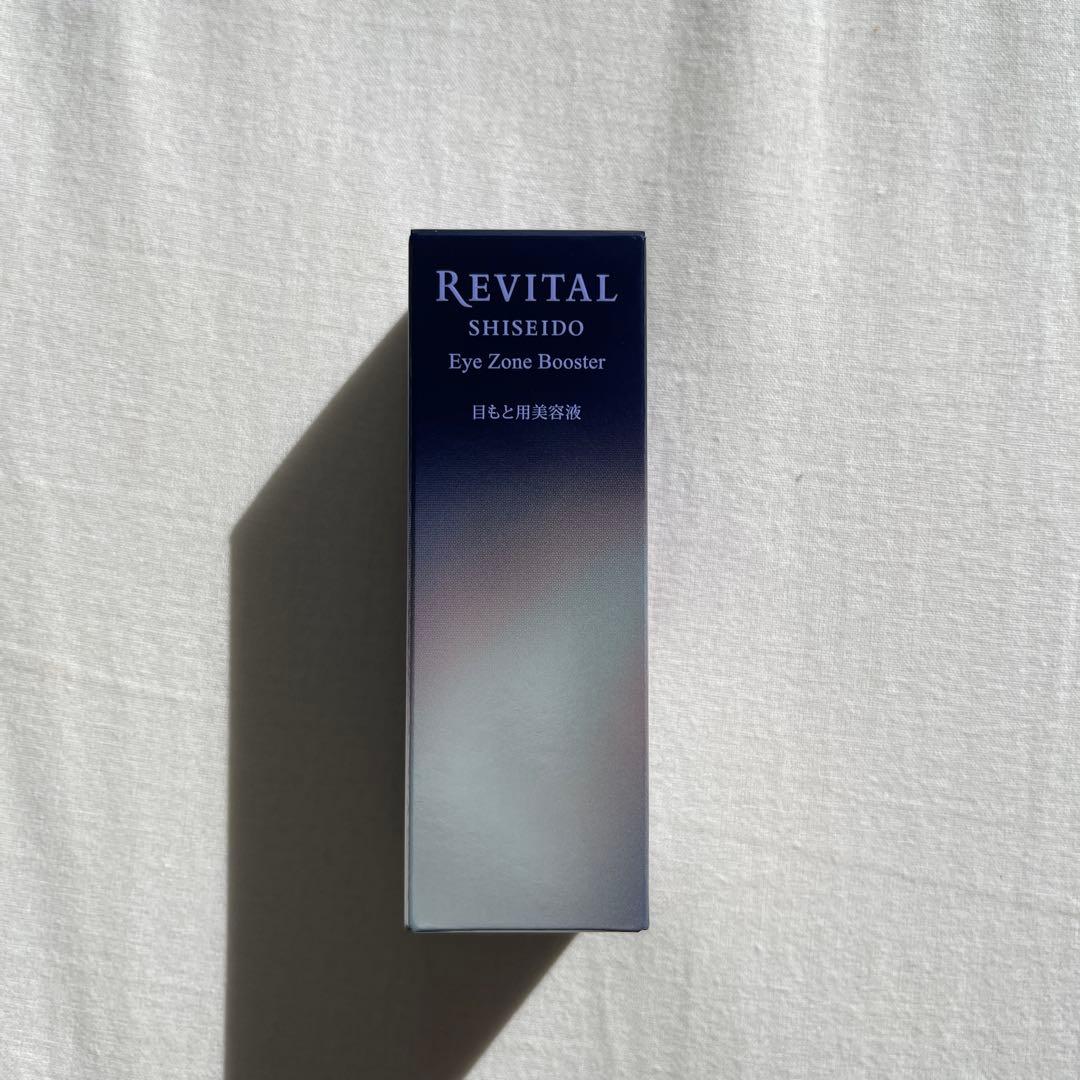 REVITAL
SHISEIDO
Eye Zone Booster
目もと用美容液